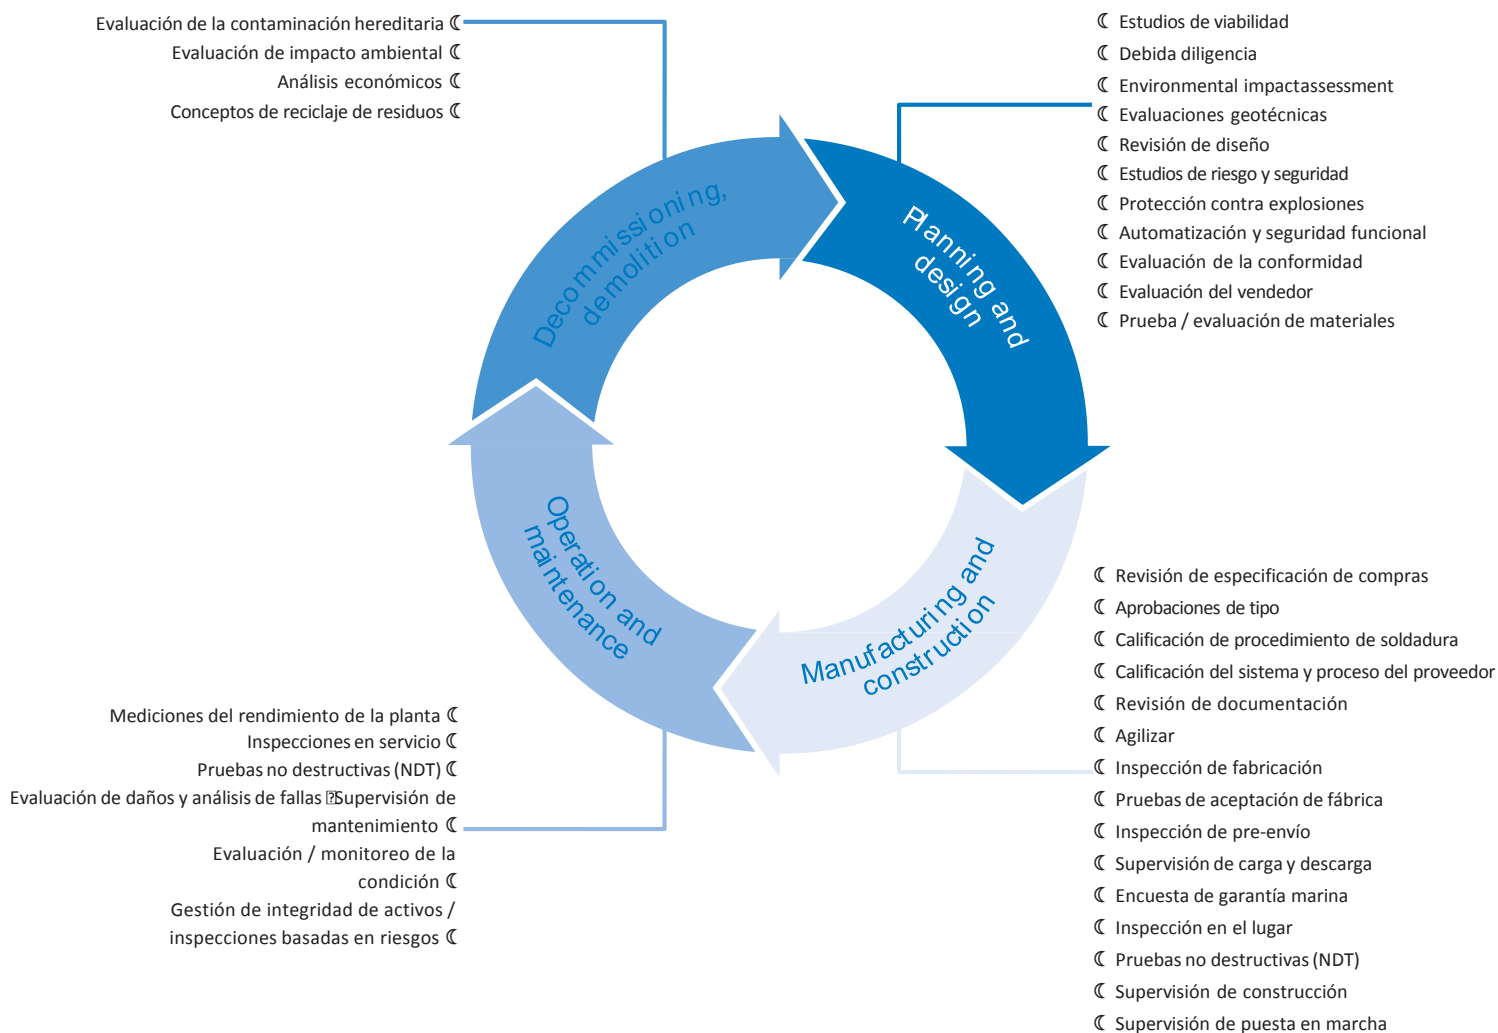 Evaluación de la contaminación hereditaria ☾
Evaluación de impacto ambiental ☾
Análisis económicos ☾
Conceptos de reciclaje de residuos ☾
☾ Estudios de viabilidad
☾ Debida diligencia
☾ Environmental impactassessment
☾ Evaluaciones geotécnicas
☾ Revisión de diseño
☾ Estudios de riesgo y seguridad
☾ Protección contra explosiones
☾ Automatización y seguridad funcional
☾ Evaluación de la conformidad
☾ Evaluación del vendedor
☾ Prueba / evaluación de materiales
Decommissioning,
demolition
Planning and
design
Operation and
maintenance
Manufacturing and
construction
Mediciones del rendimiento de la planta ☾
Inspecciones en servicio ☾
Pruebas no destructivas (NDT) ☾
Evaluación de daños y análisis de fallas Supervisión de
mantenimiento ☾
Evaluación / monitoreo de la
condición ☾
Gestión de integridad de activos /
inspecciones basadas en riesgos ☾
☾ Revisión de especificación de compras
☾ Aprobaciones de tipo
☾ Calificación de procedimiento de soldadura
☾ Calificación del sistema y proceso del proveedor
☾ Revisión de documentación
☾ Agilizar
☾ Inspección de fabricación
☾ Pruebas de aceptación de fábrica
☾ Inspección de pre-envío
☾ Supervisión de carga y descarga
☾ Encuesta de garantía marina
☾ Inspección en el lugar
☾ Pruebas no destructivas (NDT)
☾ Supervisión de construcción
☾ Supervisión de puesta en marcha